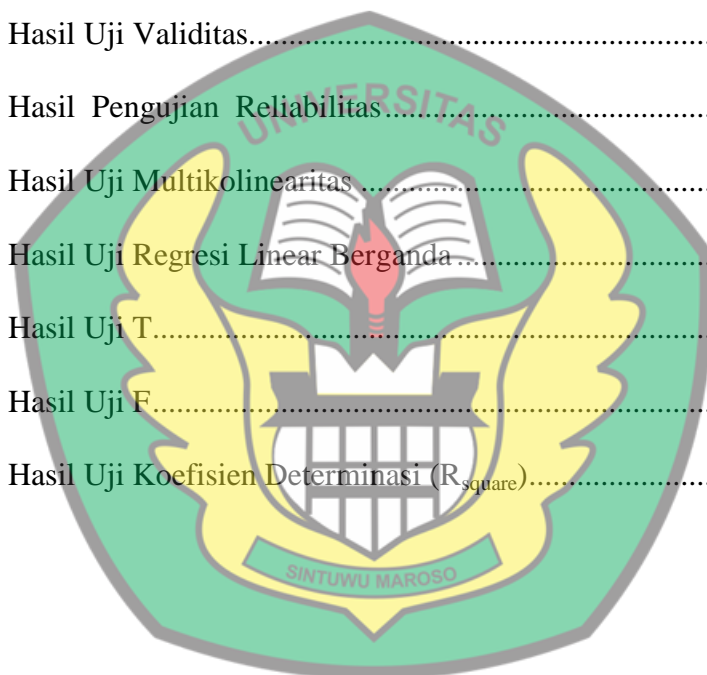 Hasil Uji Validitas..........................................................
UNIVERSITAS
Hasil Pengujian Reliabilitas.........................................
Hasil Uji Multikolinearitas ............................................
Hasil Uji Regresi Linear Berganda ................................
Hasil Uji T......................................................................
Hasil Uji F......................................................................
Hasil Uji Koefisien Determinasi (Rsquare).......................
SINTUWU MAROSO